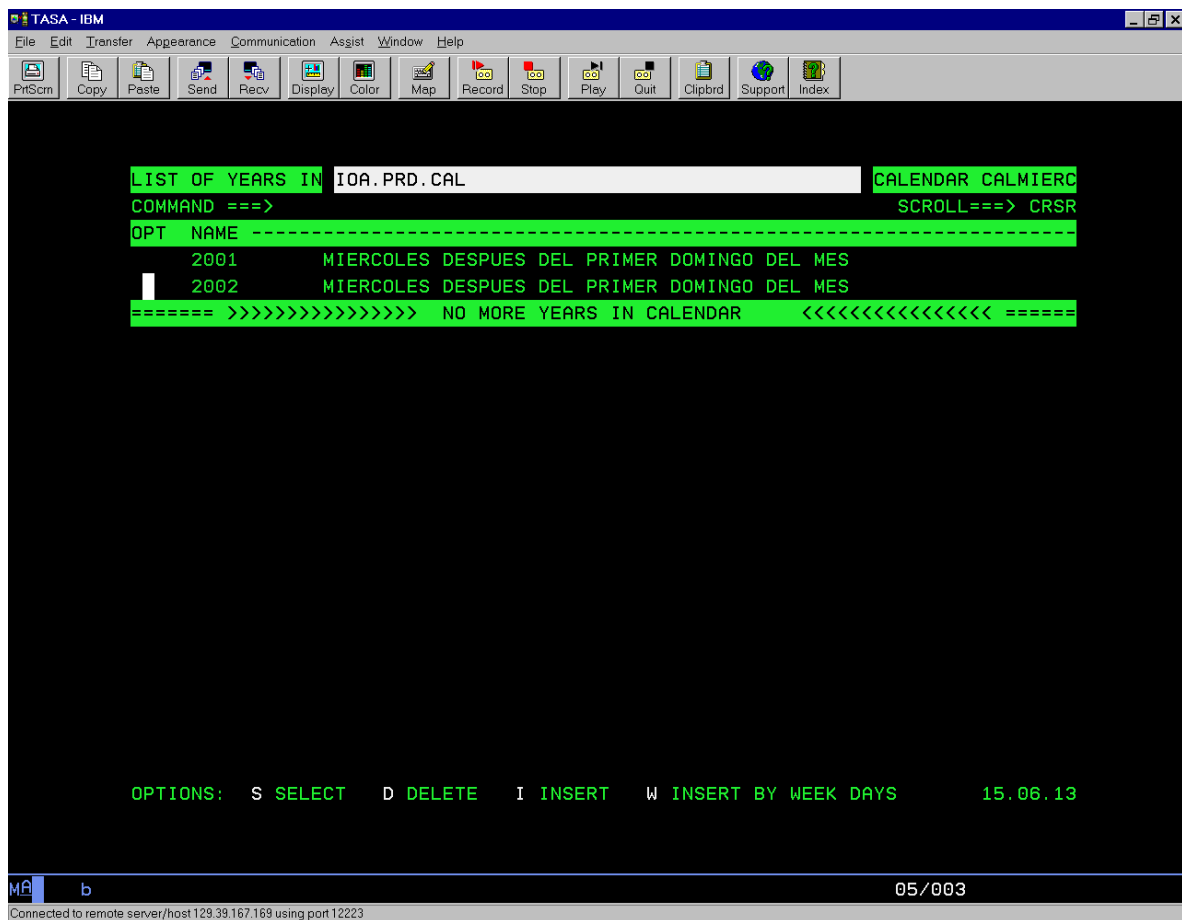 TASA - IBM
File Edit Transfer Appearance Communication Assist Window Help
PrtScrn Copy Paste Send Recv Display Color Map Record Stop Play Quit Clipbrd Support Index
LIST OF YEARS IN IOA.PRD.CAL CALENDAR CALMIERC
COMMAND ===> SCROLL===> CRSR
OPT NAME ---------------------------------------------------------------------
2001 MIERCOLES DESPUES DEL PRIMER DOMINGO DEL MES
2002 MIERCOLES DESPUES DEL PRIMER DOMINGO DEL MES
======= >>>>>>>>>>>>>>>> NO MORE YEARS IN CALENDAR <<<<<<<<<<<<<<<< ======
OPTIONS: S SELECT D DELETE I INSERT W INSERT BY WEEK DAYS 15.06.13
MA b 05/003
Connected to remote server/host 129.39.167.169 using port 12223